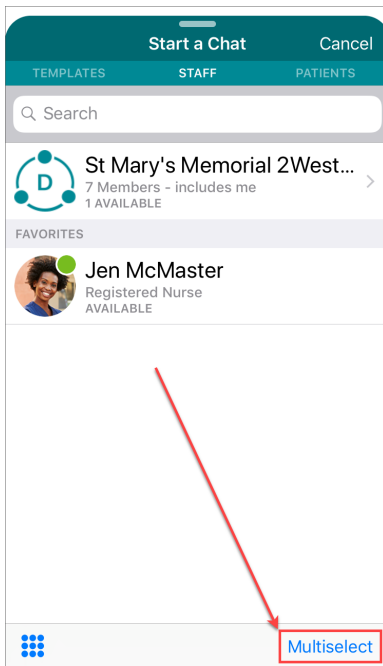 Start a Chat Cancel
TEMPLATES STAFF PATIENTS
Search
St Mary's Memorial 2West...
D
7 Members - includes me
1 AVAILABLE
FAVORITES
Jen McMaster
Registered Nurse
AVAILABLE
Multiselect